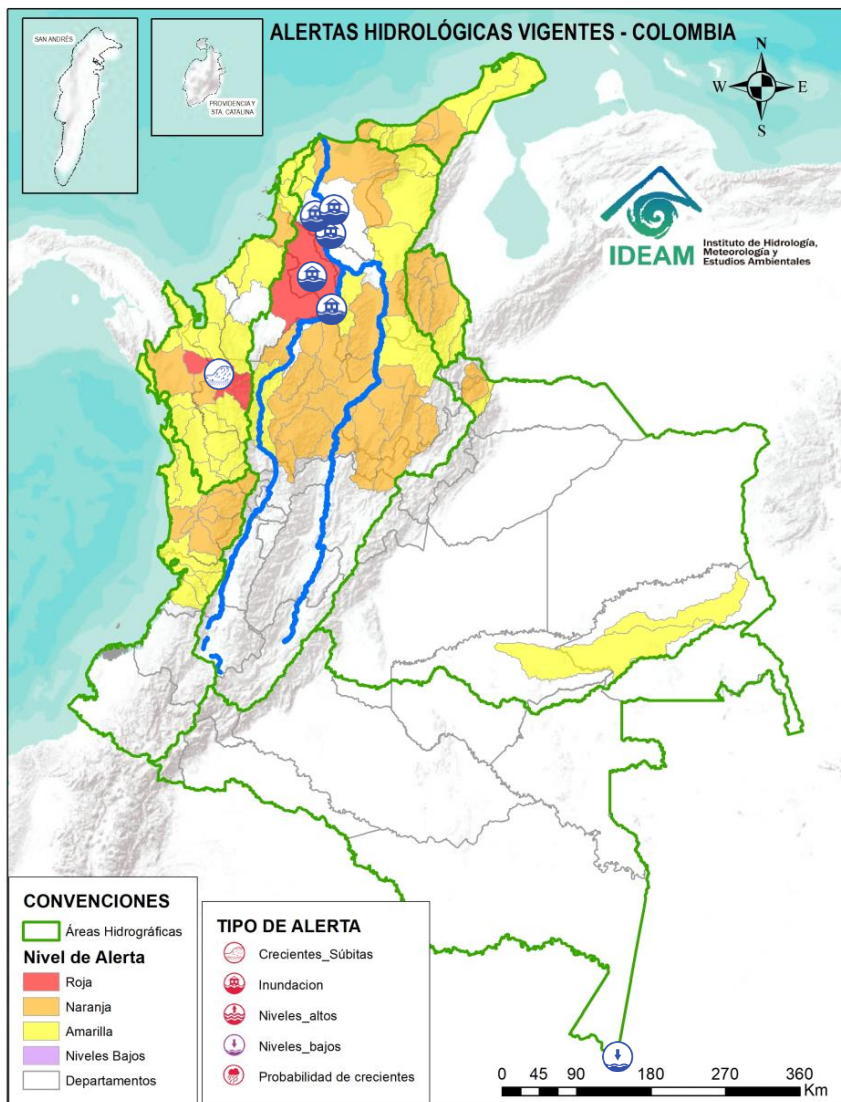 ALERTAS HIDROLÓGICAS VIGENTES - COLOMBIA
SAN ANDRÉS
PROVIDENCIA Y
STA. CATALINA
N
W E
S
IDEAM
Instituto de Hidrología,
Meteorología y
Estudios Ambientales
CONVENCIONES
Áreas Hidrográficas
Nivel de Alerta
Roja
Naranja
Amarilla
Niveles Bajos
Departamentos
TIPO DE ALERTA
Crecientes_Súbitas
Inundacion
Niveles_altos
Niveles_bajos
Probabilidad de crecientes
0 45 90 180 270 360
Km